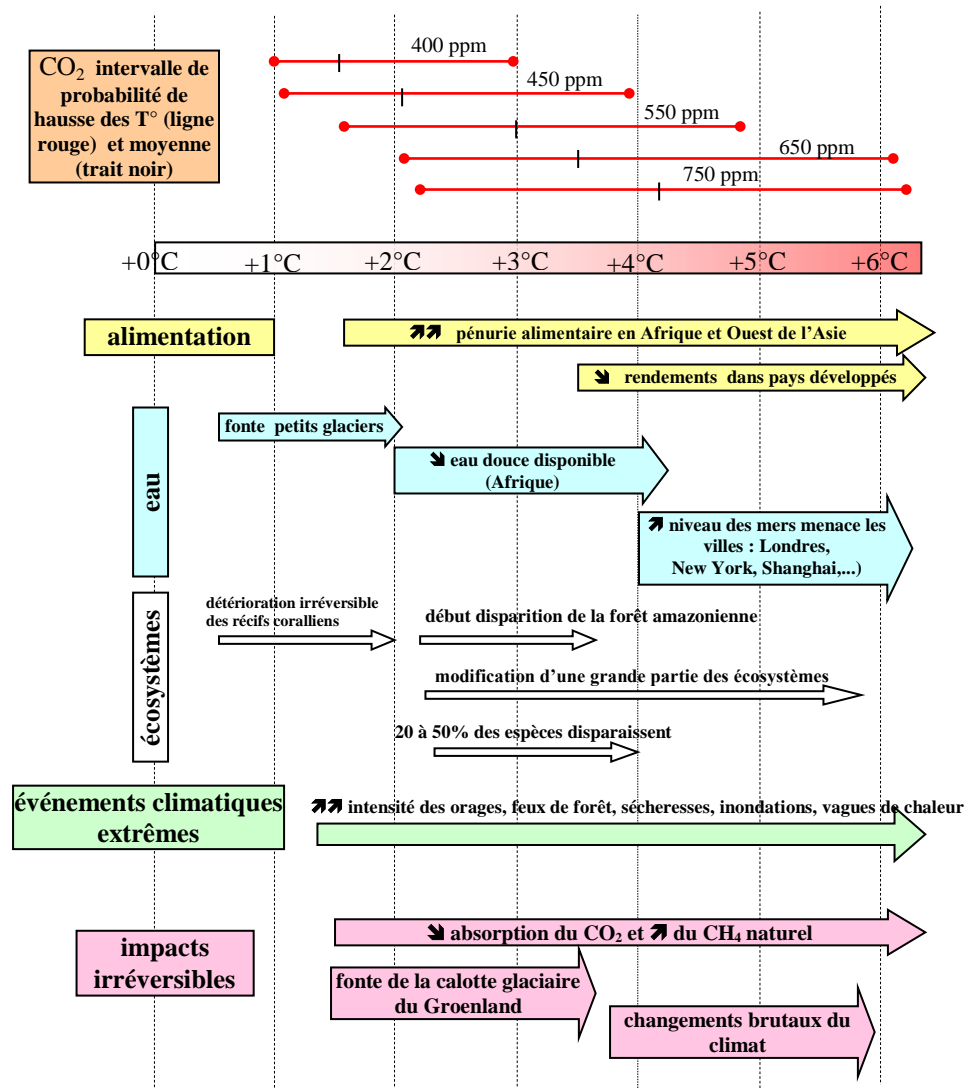 CO₂ intervalle de
probabilité de
hausse des T° (ligne
rouge) et moyenne
(trait noir)
400 ppm
450 ppm
550 ppm
650 ppm
750 ppm
+0°C +1°C +2°C +3°C +4°C +5°C +6°C
alimentation
↗↗ pénurie alimentaire en Afrique et Ouest de l’Asie
↘ rendements dans pays développés
eau
fonte petits glaciers
↘ eau douce disponible
(Afrique)
↗ niveau des mers menace les
villes : Londres,
New York, Shanghai,...)
écosystèmes
détérioration irréversible
des récifs coralliens
début disparition de la forêt amazonienne
modification d’une grande partie des écosystèmes
20 à 50% des espèces disparaissent
événements climatiques
extrêmes
↗↗ intensité des orages, feux de forêt, sécheresses, inondations, vagues de chaleur
impacts
irréversibles
↘ absorption du CO₂ et ↗ du CH₄ naturel
fonte de la calotte glaciaire
du Groenland
changements brutaux du
climat